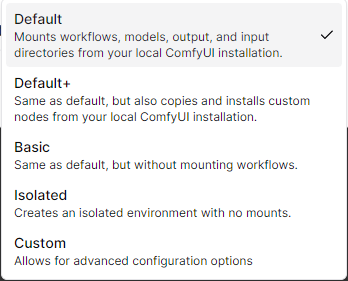 Default
Mounts workflows, models, output, and input
directories from your local ComfyUI installation.
Default+
Same as default, but also copies and installs custom
nodes from your local ComfyUI installation.
Basic
Same as default, but without mounting workflows.
Isolated
Creates an isolated environment with no mounts.
Custom
Allows for advanced configuration options